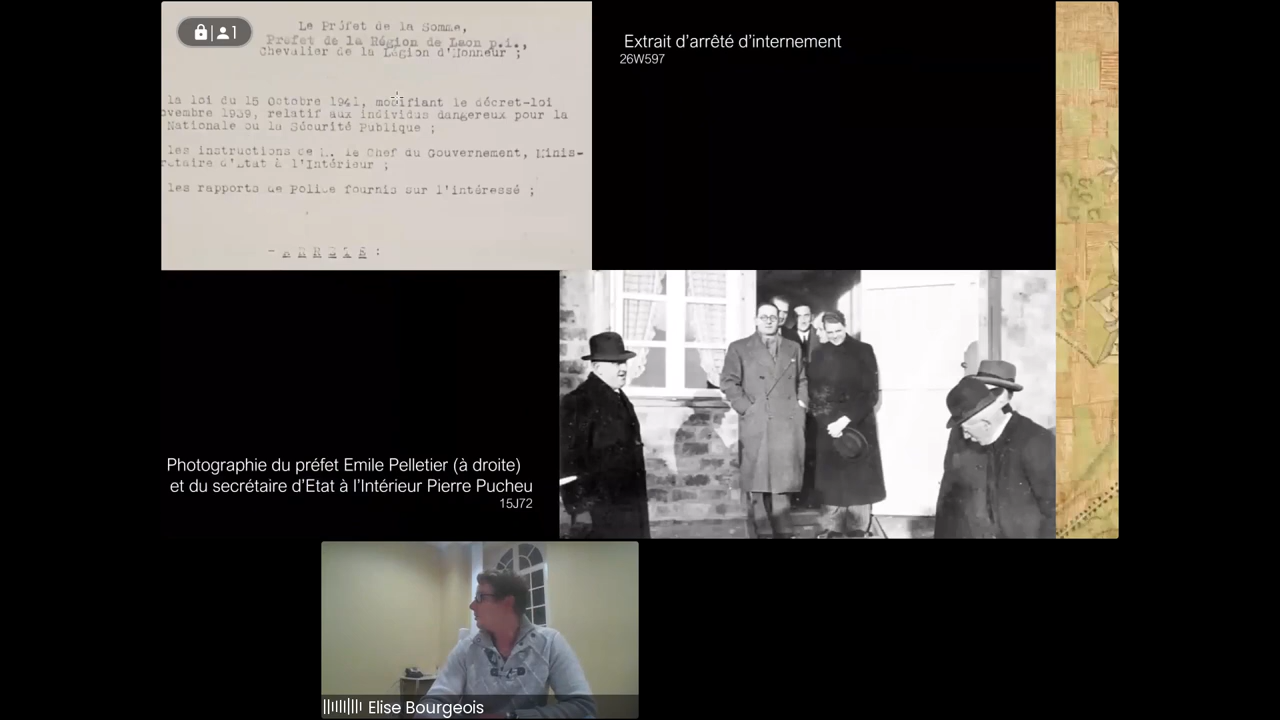 1
Le Préfet de la Somme,
Préfet de la Région de Laon p.i.,
Chevalier de la Légion d'Honneur ;
la loi du 15 Octobre 1941, modifiant le décret-loi
ovembre 1939, relatif aux individus dangereux pour la
Nationale ou la Sécurité Publique ;
les instructions de M. le Chef du Gouvernement, Minis-
rétaire d'Etat à l'Intérieur ;
les rapports de Police fournis sur l'intéressé ;
- A R R E T E :
Extrait d'arrêté d'internement
26W597
Photographie du préfet Emile Pelletier (à droite)
et du secrétaire d'Etat à l'Intérieur Pierre Pucheu
15J72
Elise Bourgeois